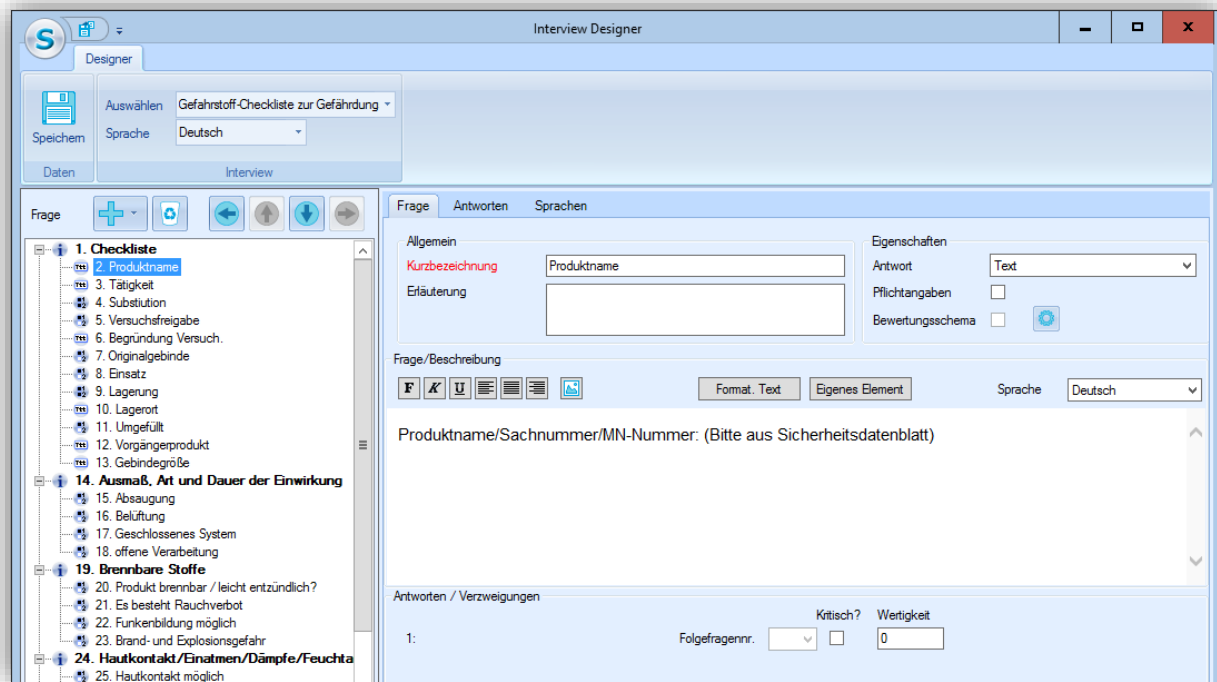 S
Interview Designer
Designer
Speichern
Auswählen
Gefahrstoff-Checkliste zur Gefährdung
Sprache
Deutsch
Daten
Interview
Frage
1. Checkliste
Ttt 2. Produktname
Ttt 3. Tätigkeit
4. Substiution
5. Versuchsfreigabe
Ttt 6. Begründung Versuch.
7. Originalgebinde
8. Einsatz
9. Lagerung
Ttt 10. Lagerort
11. Umgefüllt
Ttt 12. Vorgängerprodukt
Ttt 13. Gebindegröße
14. Ausmaß, Art und Dauer der Einwirkung
15. Absaugung
16. Belüftung
17. Geschlossenes System
18. offene Verarbeitung
19. Brennbare Stoffe
20. Produkt brennbar / leicht entzündlich?
21. Es besteht Rauchverbot
22. Funkenbildung möglich
23. Brand- und Explosionsgefahr
24. Hautkontakt/Einatmen/Dämpfe/Feuchta
25. Hautkontakt möglich
Frage Antworten Sprachen
Allgemein
Kurzbezeichnung
Produktname
Erläuterung
Eigenschaften
Antwort
Text
Pflichtangaben
Bewertungsschema
Frage/Beschreibung
F K U
Format. Text
Eigenes Element
Sprache
Deutsch
Produktname/Sachnummer/MN-Nummer: (Bitte aus Sicherheitsdatenblatt)
Antworten / Verzweigungen
Kritisch? Wertigkeit
1:
Folgefragennr.
0